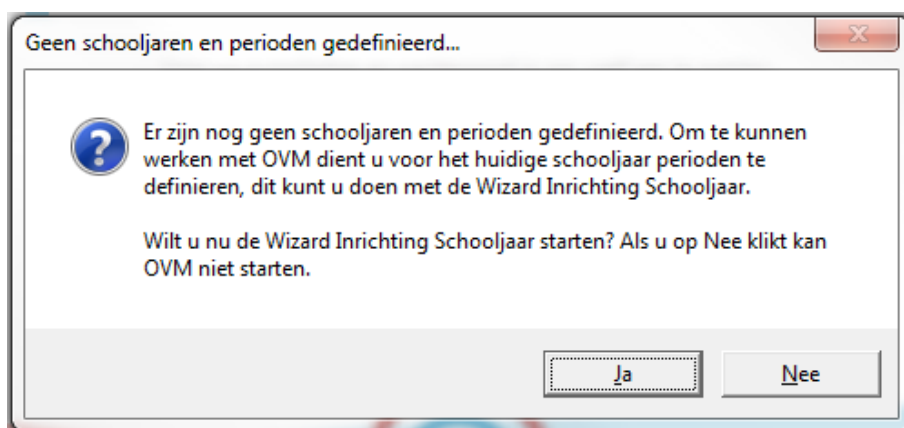 Geen schooljaren en perioden gedefinieerd...
Er zijn nog geen schooljaren en perioden gedefinieerd. Om te kunnen
werken met OVM dient u voor het huidige schooljaar perioden te
definieren, dit kunt u doen met de Wizard Inrichting Schooljaar.
Wilt u nu de Wizard Inrichting Schooljaar starten? Als u op Nee klikt kan
OVM niet starten.
Ja
Nee